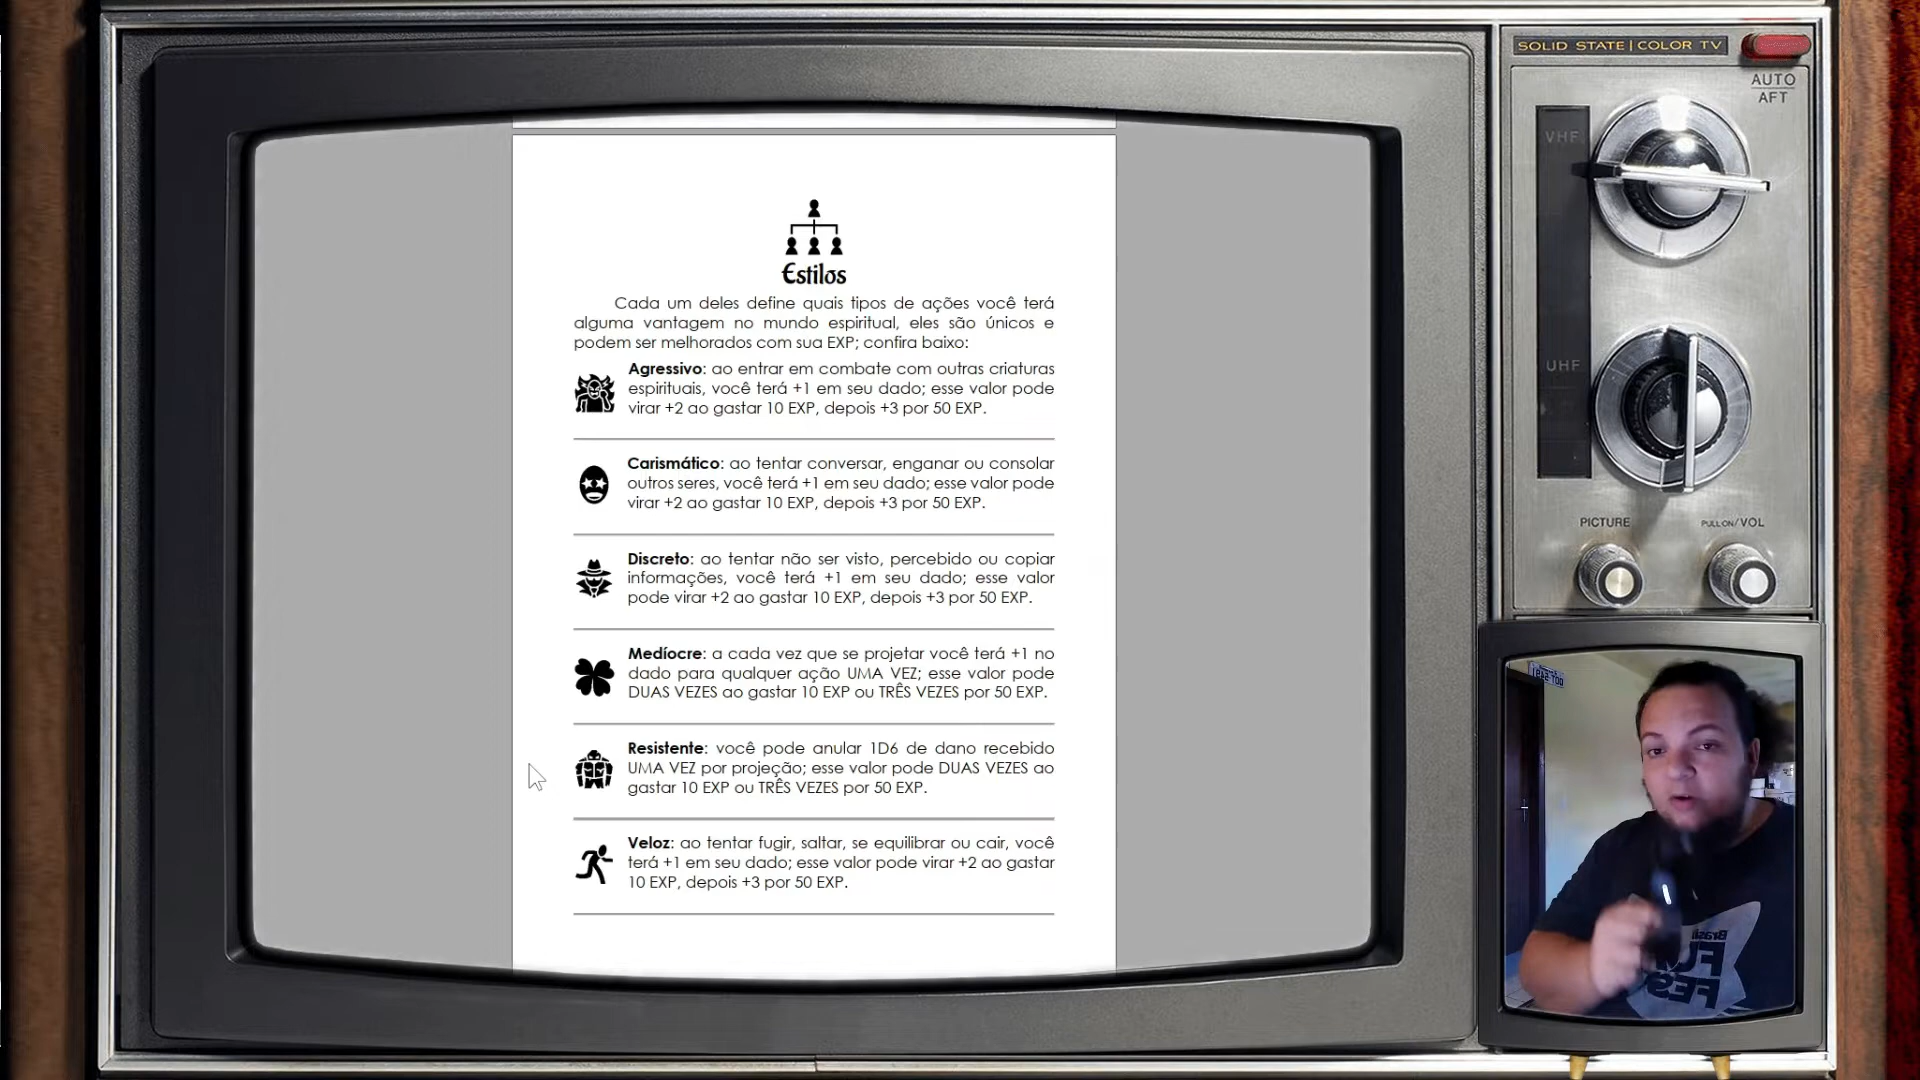 SOLID STATE | COLOR TV
AUTO
AFT
VHF
UHF
PICTURE
PULL ON/VOL
Estilos
Cada um deles define quais tipos de ações você terá
alguma vantagem no mundo espiritual, eles são únicos e
podem ser melhorados com sua EXP; confira baixo:
Agressivo: ao entrar em combate com outras criaturas
espirituais, você terá +1 em seu dado; esse valor pode
virar +2 ao gastar 10 EXP, depois +3 por 50 EXP.
Carismático: ao tentar conversar, enganar ou consolar
outros seres, você terá +1 em seu dado; esse valor pode
virar +2 ao gastar 10 EXP, depois +3 por 50 EXP.
Discreto: ao tentar não ser visto, percebido ou copiar
informações, você terá +1 em seu dado; esse valor
pode virar +2 ao gastar 10 EXP, depois +3 por 50 EXP.
Medíocre: a cada vez que se projetar você terá +1 no
dado para qualquer ação UMA VEZ; esse valor pode
DUAS VEZES ao gastar 10 EXP ou TRÊS VEZES por 50 EXP.
Resistente: você pode anular 1D6 de dano recebido
UMA VEZ por projeção; esse valor pode DUAS VEZES ao
gastar 10 EXP ou TRÊS VEZES por 50 EXP.
Veloz: ao tentar fugir, saltar, se equilibrar ou cair, você
terá +1 em seu dado; esse valor pode virar +2 ao gastar
10 EXP, depois +3 por 50 EXP.
Brasil
FEST